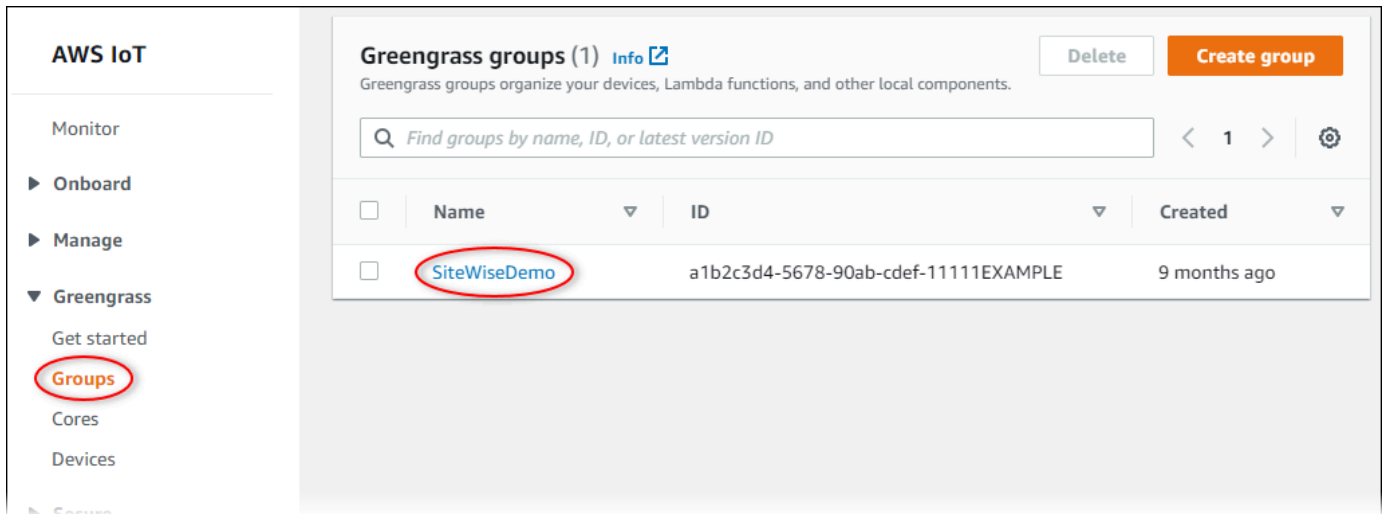 AWS IoT
Monitor
Onboard
Manage
Greengrass
Get started
Groups
Cores
Devices
Secure
Greengrass groups (1) Info
Delete
Create group
Greengrass groups organize your devices, Lambda functions, and other local components.
Find groups by name, ID, or latest version ID
1
Name ID Created
SiteWiseDemo a1b2c3d4-5678-90ab-cdef-11111EXAMPLE 9 months ago